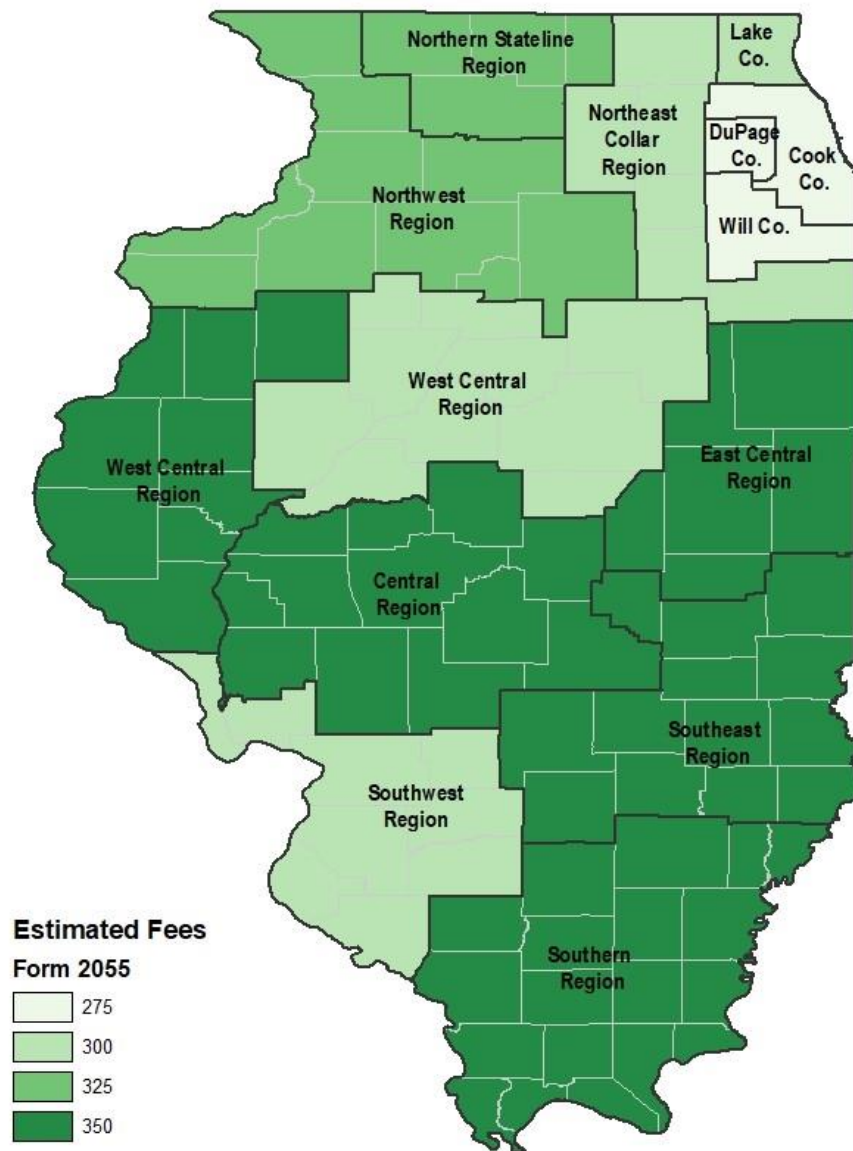 Northern Stateline
Region
Lake
Co.
Northeast
Collar
Region
DuPage
Co.
Cook
Co.
Northwest
Region
Will Co.
West Central
Region
West Central
Region
East Central
Region
Central
Region
Southeast
Region
Southwest
Region
Southern
Region
Estimated Fees
Form 2055
275
300
325
350